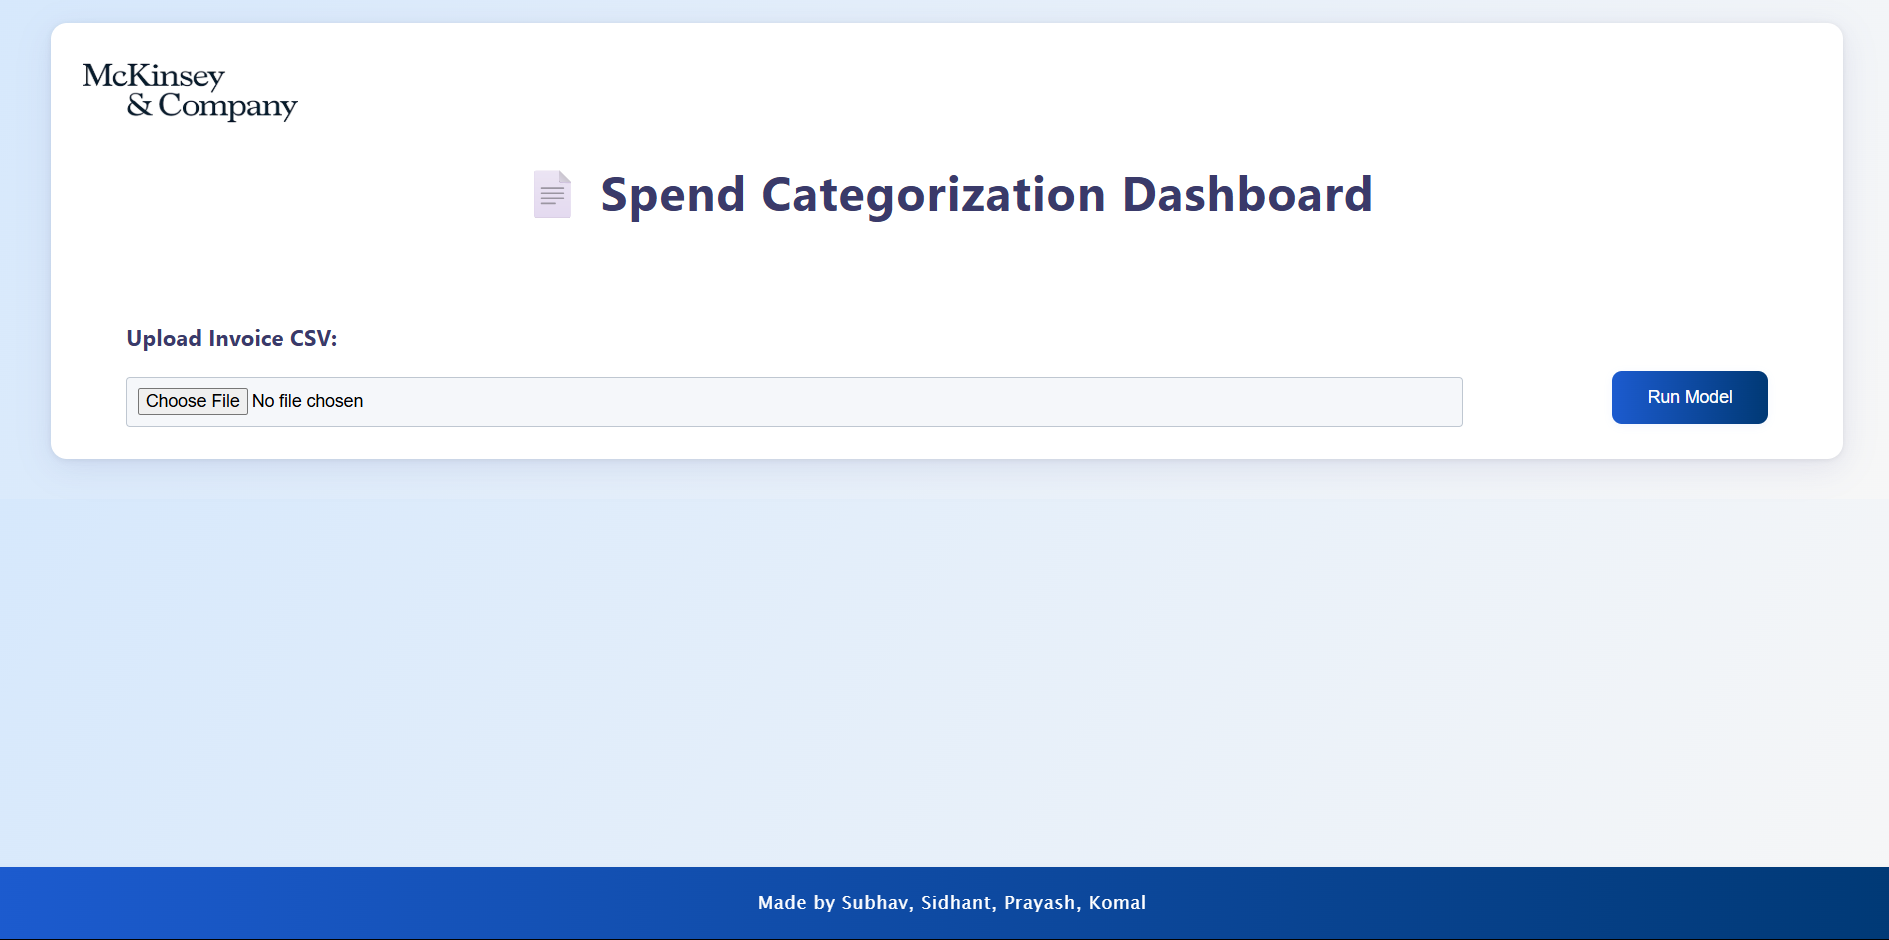 McKinsey
& Company
Spend Categorization Dashboard
Upload Invoice CSV:
Choose File No file chosen
Run Model
Made by Subhav, Sidhant, Prayash, Komal